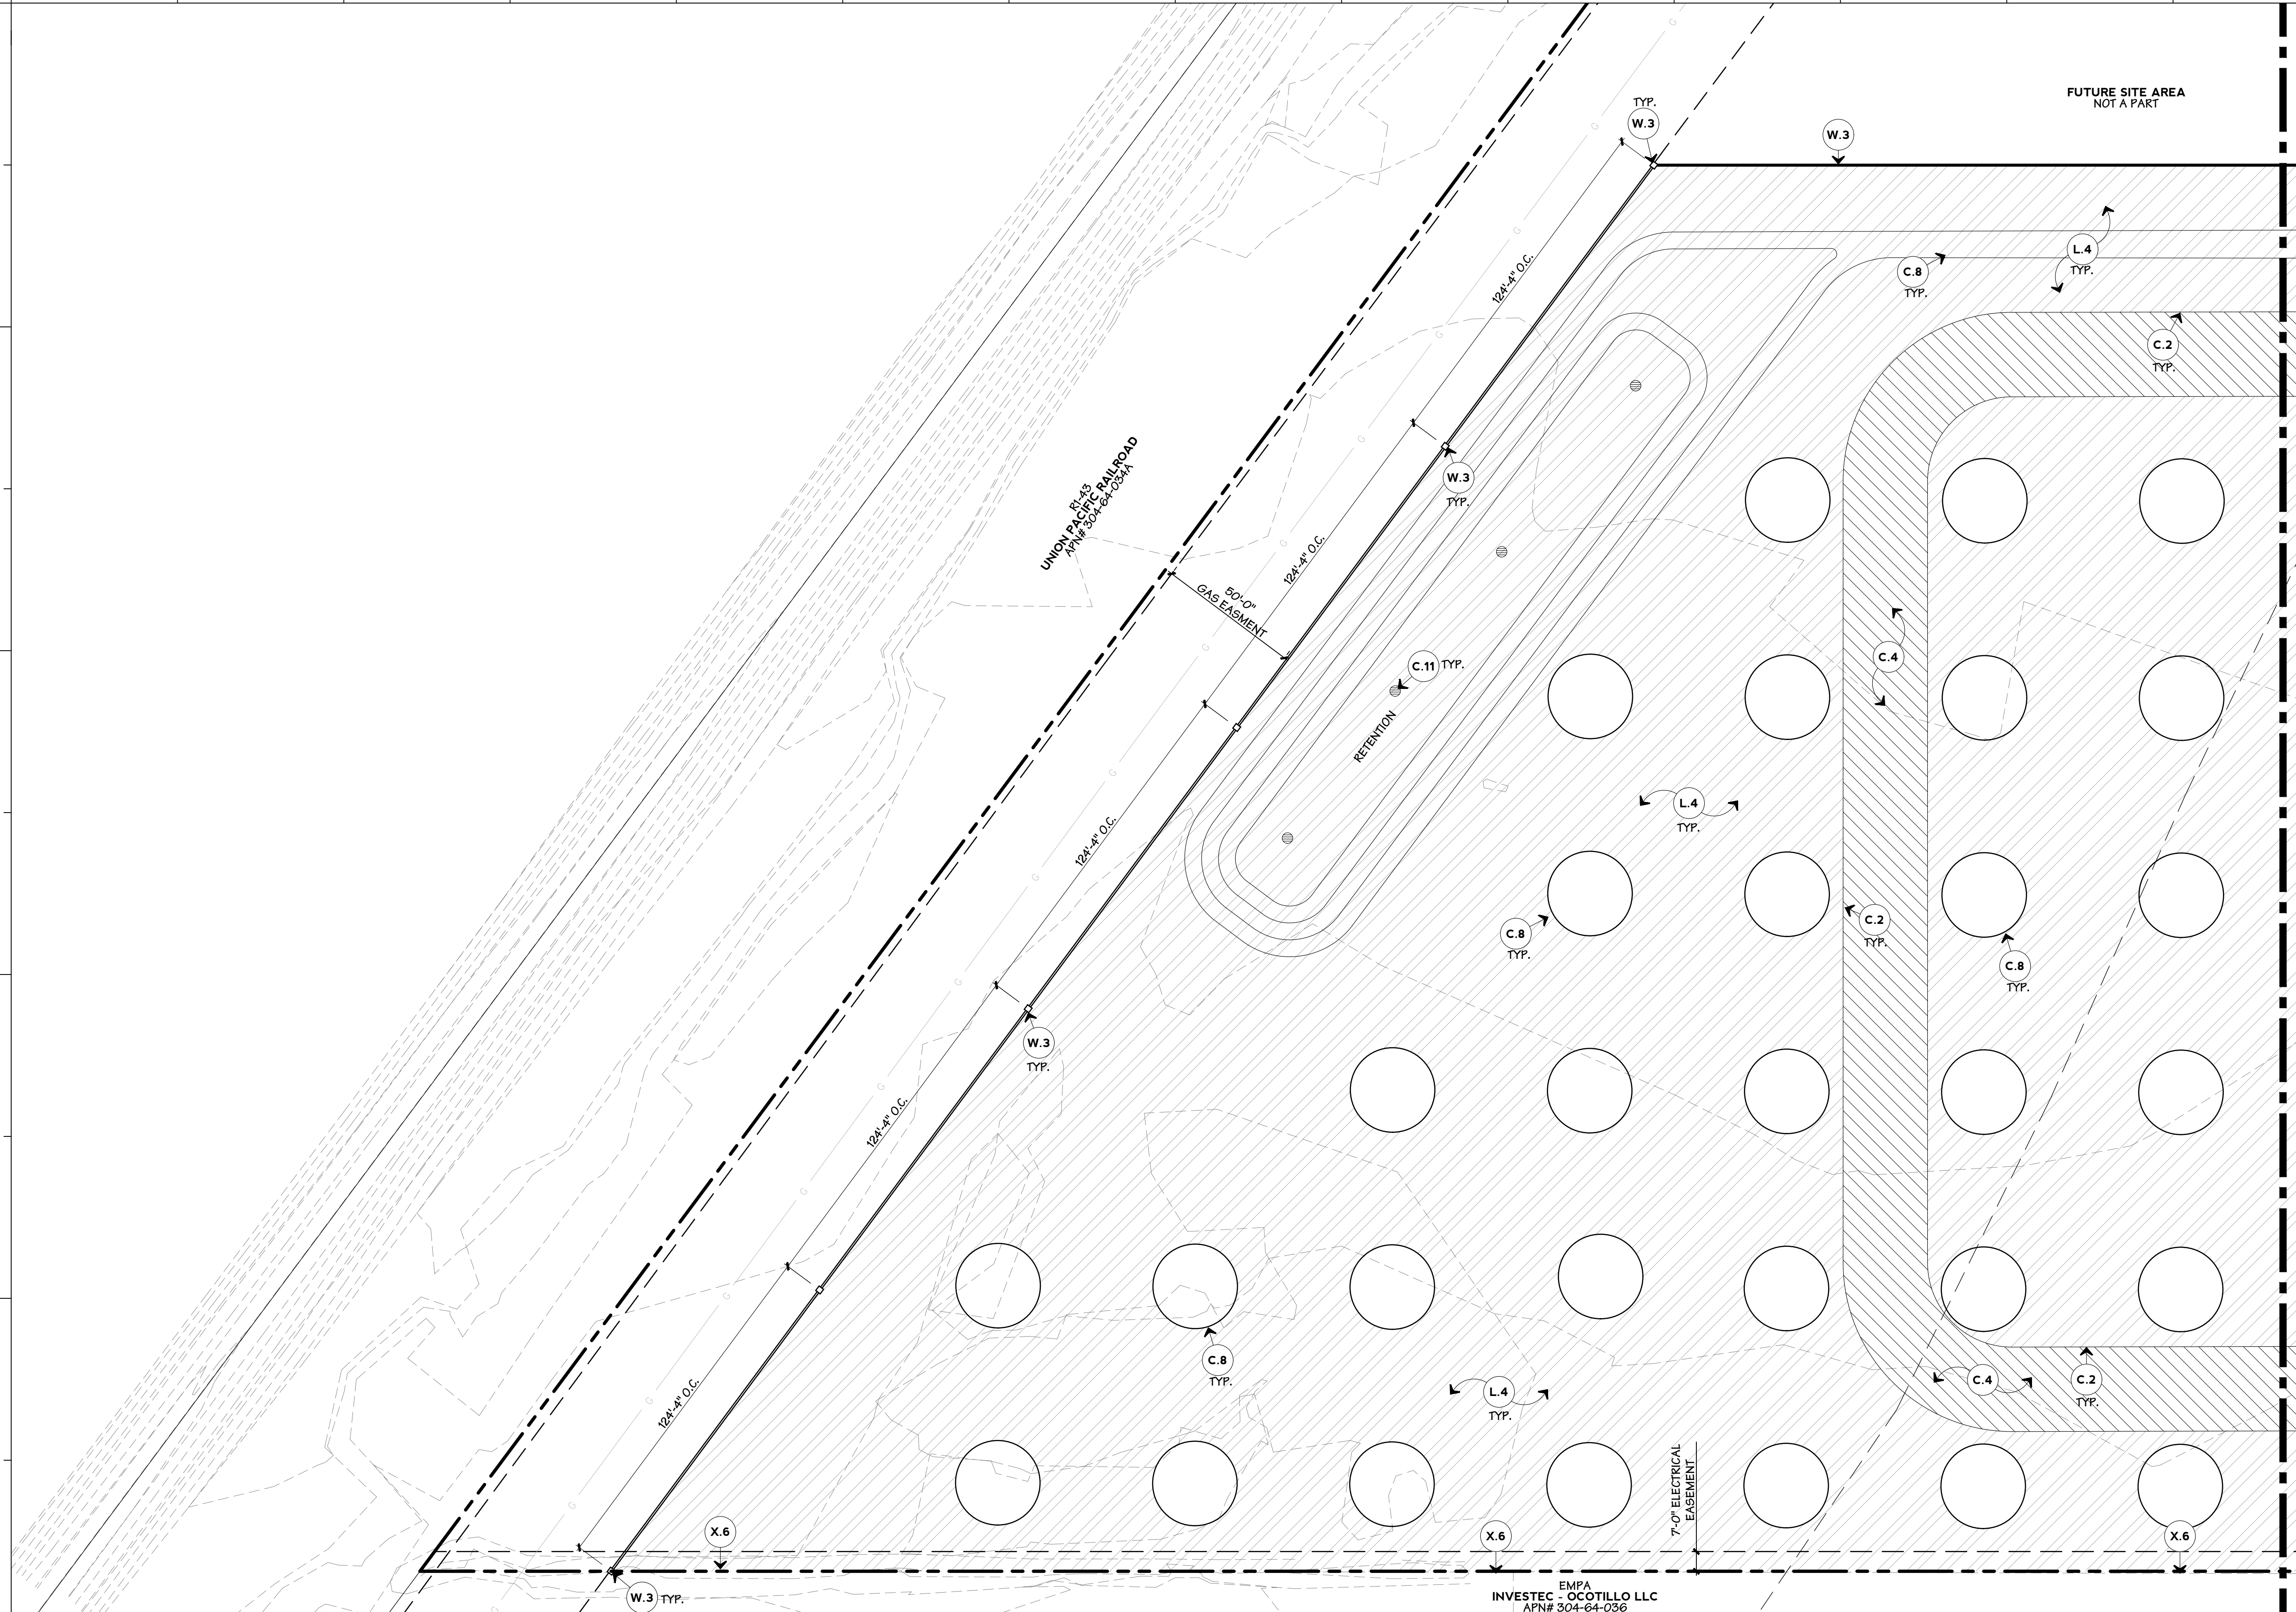 FUTURE SITE AREA
NOT A PART
TYP.
W.3
W.3
G
G
L.4
TYP.
C.8
TYP.
G
124'-4" O.C.
C.2
TYP.
G
G
R1-43
UNION PACIFIC RAILROAD
APN# 304-64-034A
W.3
TYP.
G
124'-4" O.C.
50'-0"
GAS EASMENT
G
C.4
C.11 TYP.
RETENTION
G
L.4
TYP.
124'-4" O.C.
G
C.2
TYP.
C.8
TYP.
C.8
TYP.
G
W.3
TYP.
G
124'-4" O.C.
G
G
C.8
TYP.
L.4
TYP.
C.4
C.2
TYP.
124'-4" O.C.
G
7'-0" ELECTRICAL
EASEMENT
G
X.6
X.6
X.6
W.3 TYP.
G
EMPA
INVESTEC - OCOTILLO LLC
APN# 304-64-036